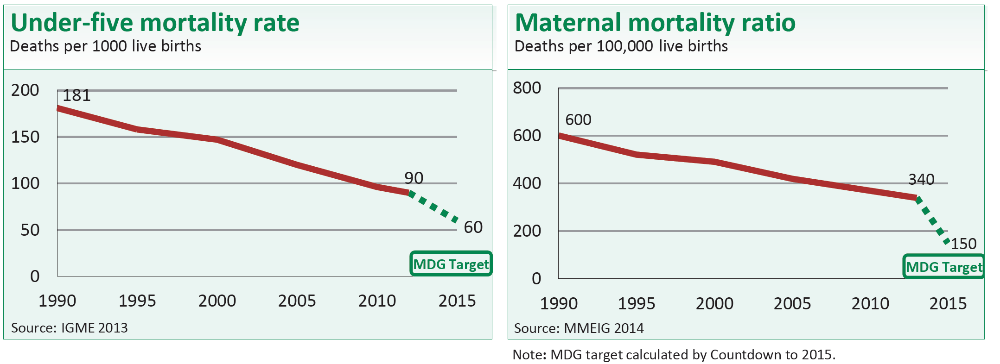 Under-five mortality rate
Deaths per 1000 live births
200
181
150
100
90
50
60
MDG Target
0
1990 1995 2000 2005 2010 2015
Source: IGME 2013
Maternal mortality ratio
Deaths per 100,000 live births
800
600
600
400
340
200
150
MDG Target
0
1990 1995 2000 2005 2010 2015
Source: MMEIG 2014
Note: MDG target calculated by Countdown to 2015.